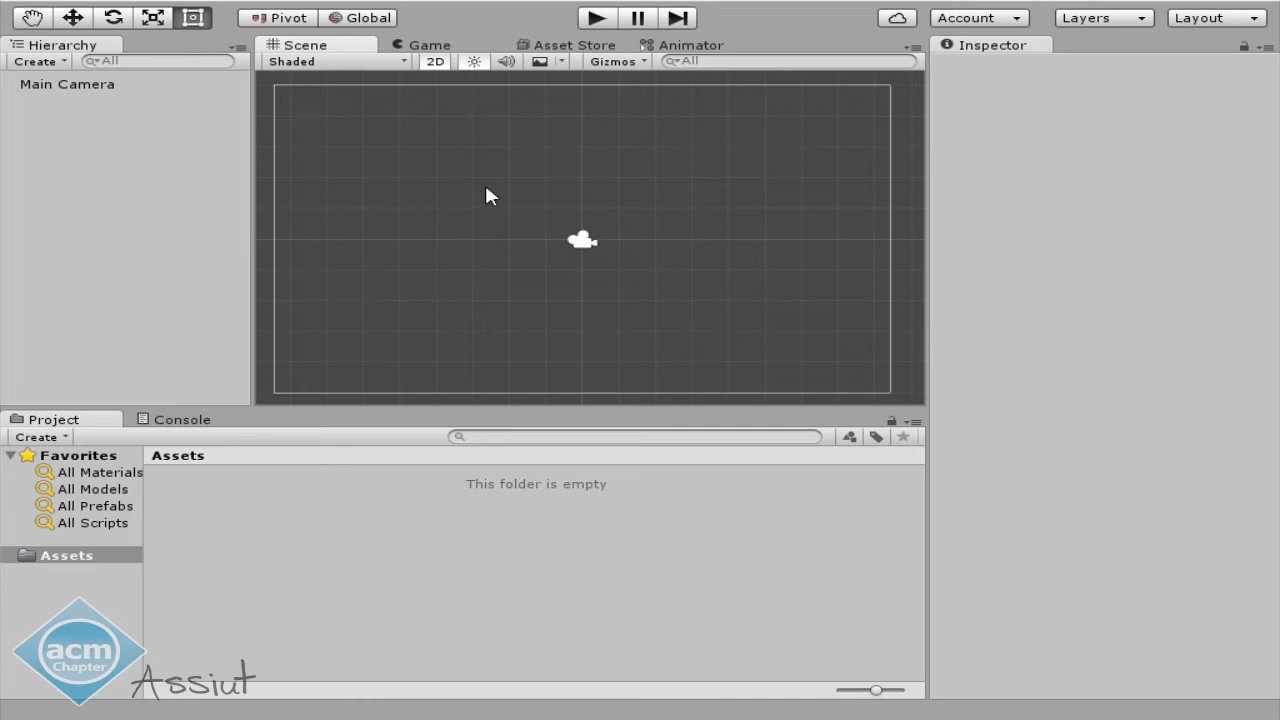 Pivot Global Account Layers Layout
Hierarchy Scene Game Asset Store Animator Inspector
Create All Shaded 2D Gizmos All
Main Camera
Project Console
Create
Favorites Assets
All Materials This folder is empty
All Models
All Prefabs
All Scripts
Assets
acm
Chapter
Assiut